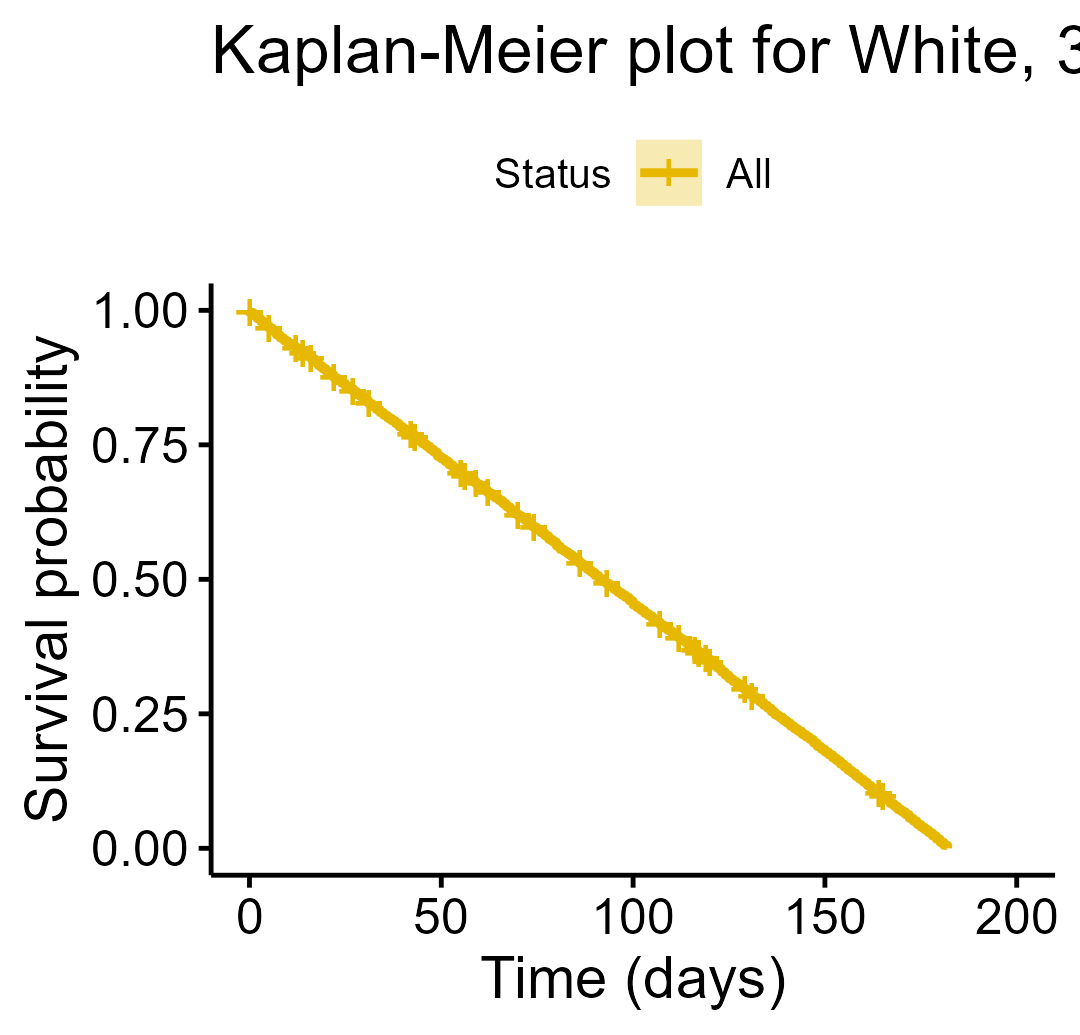 Kaplan-Meier plot for White, 3
Status All
1.00
0.75
0.50
0.25
0.00
Survival probability
0 50 100 150 200
Time (days)